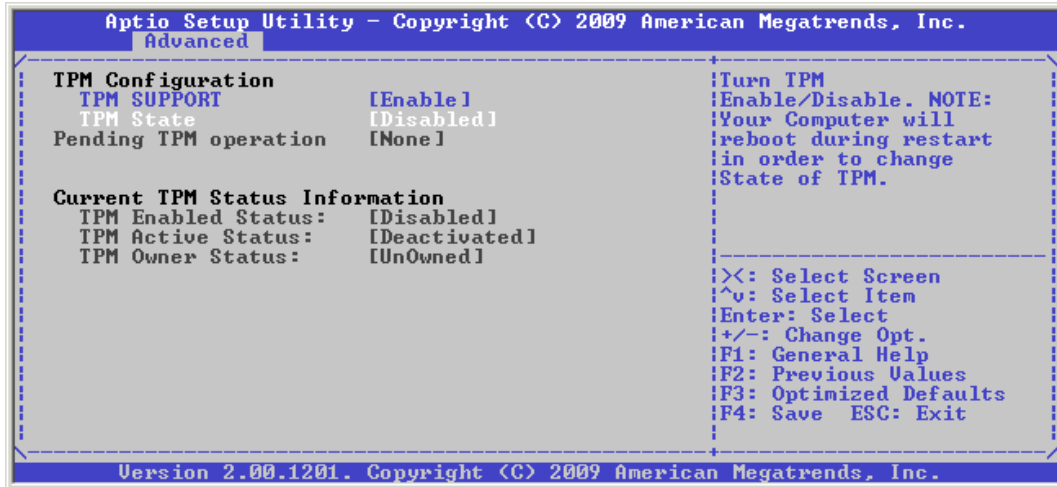 Aptio Setup Utility - Copyright (C) 2009 American Megatrends, Inc.
Advanced
TPM Configuration
TPM SUPPORT [Enable]
TPM State [Disabled]
Pending TPM operation [None]
Current TPM Status Information
TPM Enabled Status: [Disabled]
TPM Active Status: [Deactivated]
TPM Owner Status: [UnOwned]
Turn TPM
Enable/Disable. NOTE:
Your Computer will
reboot during restart
in order to change
State of TPM.
><: Select Screen
^v: Select Item
Enter: Select
+/-: Change Opt.
F1: General Help
F2: Previous Values
F3: Optimized Defaults
F4: Save ESC: Exit
Version 2.00.1201. Copyright (C) 2009 American Megatrends, Inc.